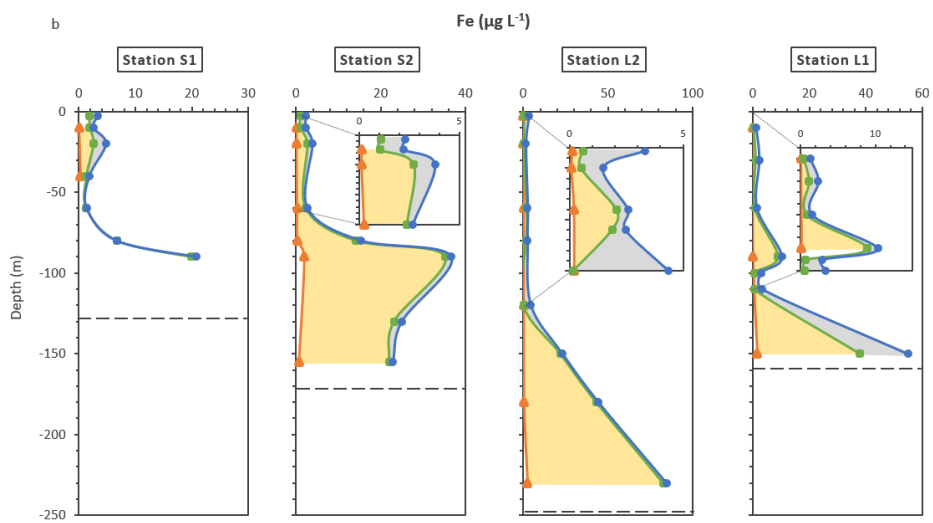 b
Fe (µg L⁻¹)
Station S1
Station S2
Station L2
Station L1
0 10 20 30
0 20 40
0 50 100
0 20 40 60
0 5
0 5
0 10
Depth (m)
0
-50
-100
-150
-200
-250